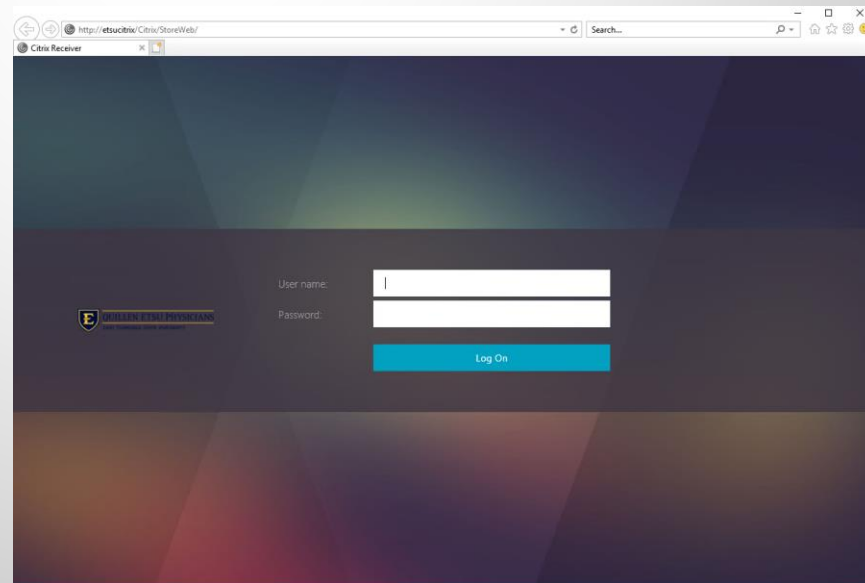 http://etsucitrix/Citrix/StoreWeb/
Search...
Citrix Receiver
User name:
QUILLEN ETSU PHYSICIANS
Password:
Log On